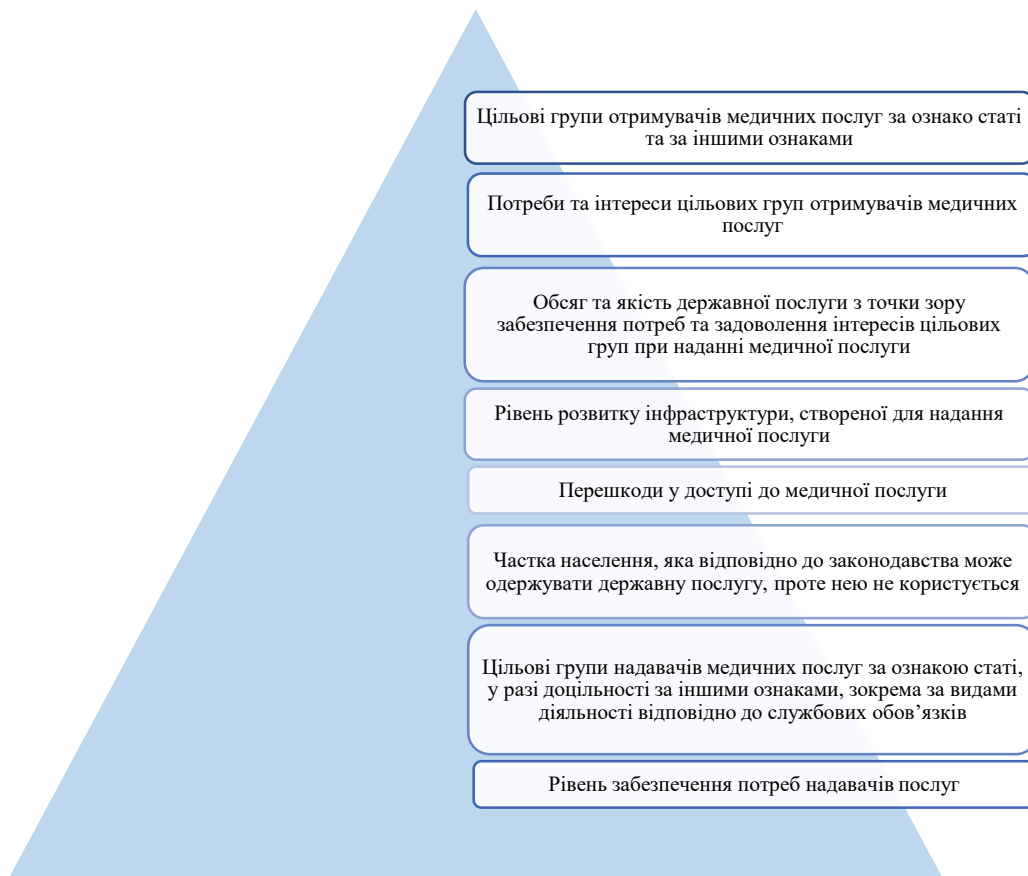 Цільові групи отримувачів медичних послуг за ознако статі
та за іншими ознаками
Потреби та інтереси цільових груп отримувачів медичних
послуг
Обсяг та якість державної послуги з точки зору
забезпечення потреб та задоволення інтересів цільових
груп при наданні медичної послуги
Рівень розвитку інфраструктури, створеної для надання
медичної послуги
Перешкоди у доступі до медичної послуги
Частка населення, яка відповідно до законодавства може
одержувати державну послугу, проте нею не користується
Цільові групи надавачів медичних послуг за ознакою статі,
у разі доцільності за іншими ознаками, зокрема за видами
діяльності відповідно до службових обов’язків
Рівень забезпечення потреб надавачів послуг